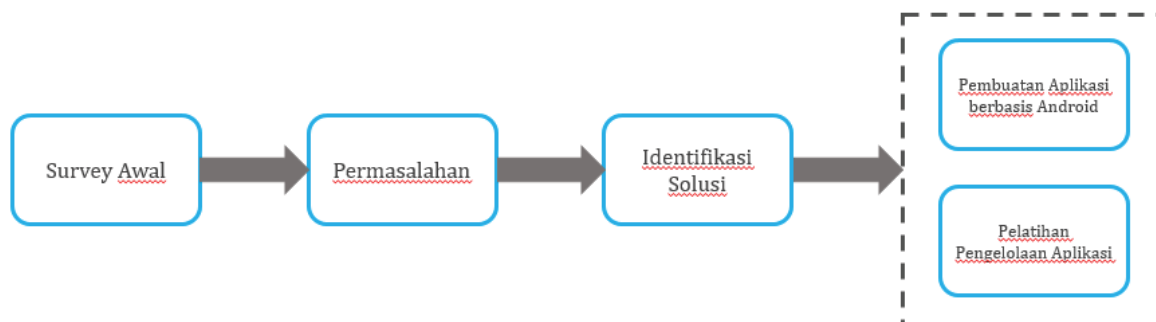 Survey Awal
Permasalahan
Identifikasi
Solusi
Pembuatan Aplikasi
berbasis Android
Pelatihan
Pengelolaan Aplikasi